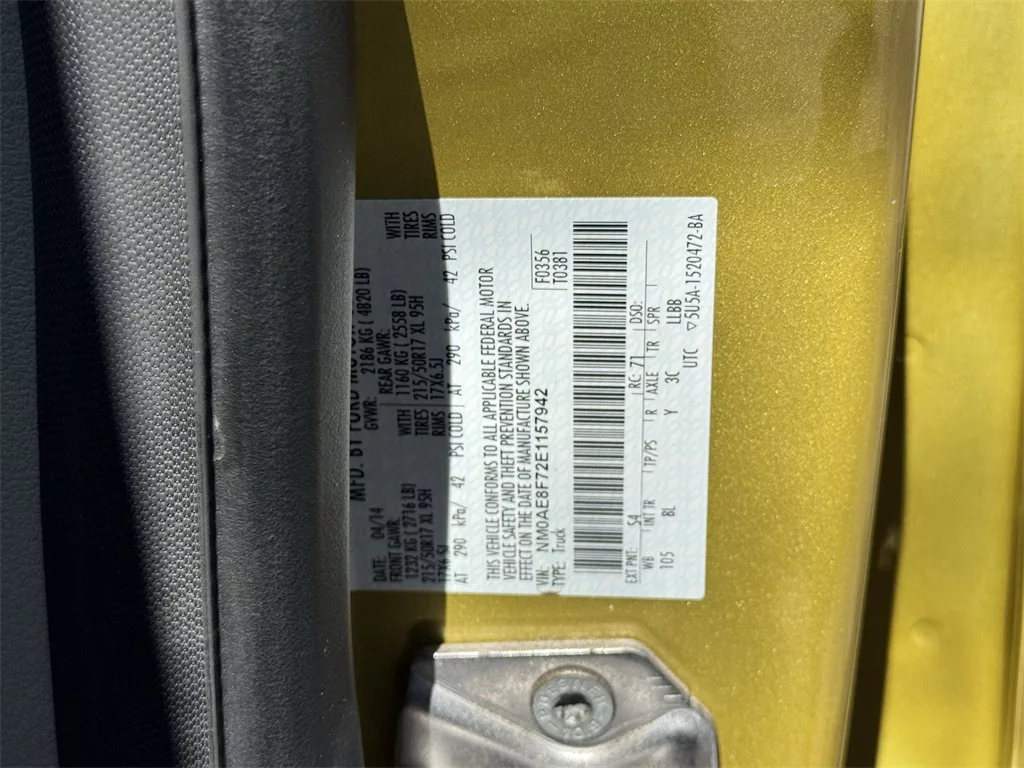 MFD. BY FORD MOTOR
DATE: 04/14 GVWR: 2186 KG ( 4820 LB)
FRONT GAWR: REAR GAWR:
1232 KG ( 2716 LB) WITH 1160 KG ( 2558 LB) WITH
215/50R17 XL 95H TIRES 215/50R17 XL 95H TIRES
17X6.5J RIMS 17X6.5J RIMS
AT 290 kPa/ 42 PSI COLD AT 290 kPa/ 42 PSI COLD
THIS VEHICLE CONFORMS TO ALL APPLICABLE FEDERAL MOTOR
VEHICLE SAFETY AND THEFT PREVENTION STANDARDS IN
EFFECT ON THE DATE OF MANUFACTURE SHOWN ABOVE.
VIN: NM0AE8F72E1157942 F0356
TYPE: Truck T0381
EXT PNT: S4 RC: 71 DSO:
WB INT TR TP/PS R AXLE TR SPR
105 BL Y 3C LLBB
UTC ▽5U5A-1520472-BA